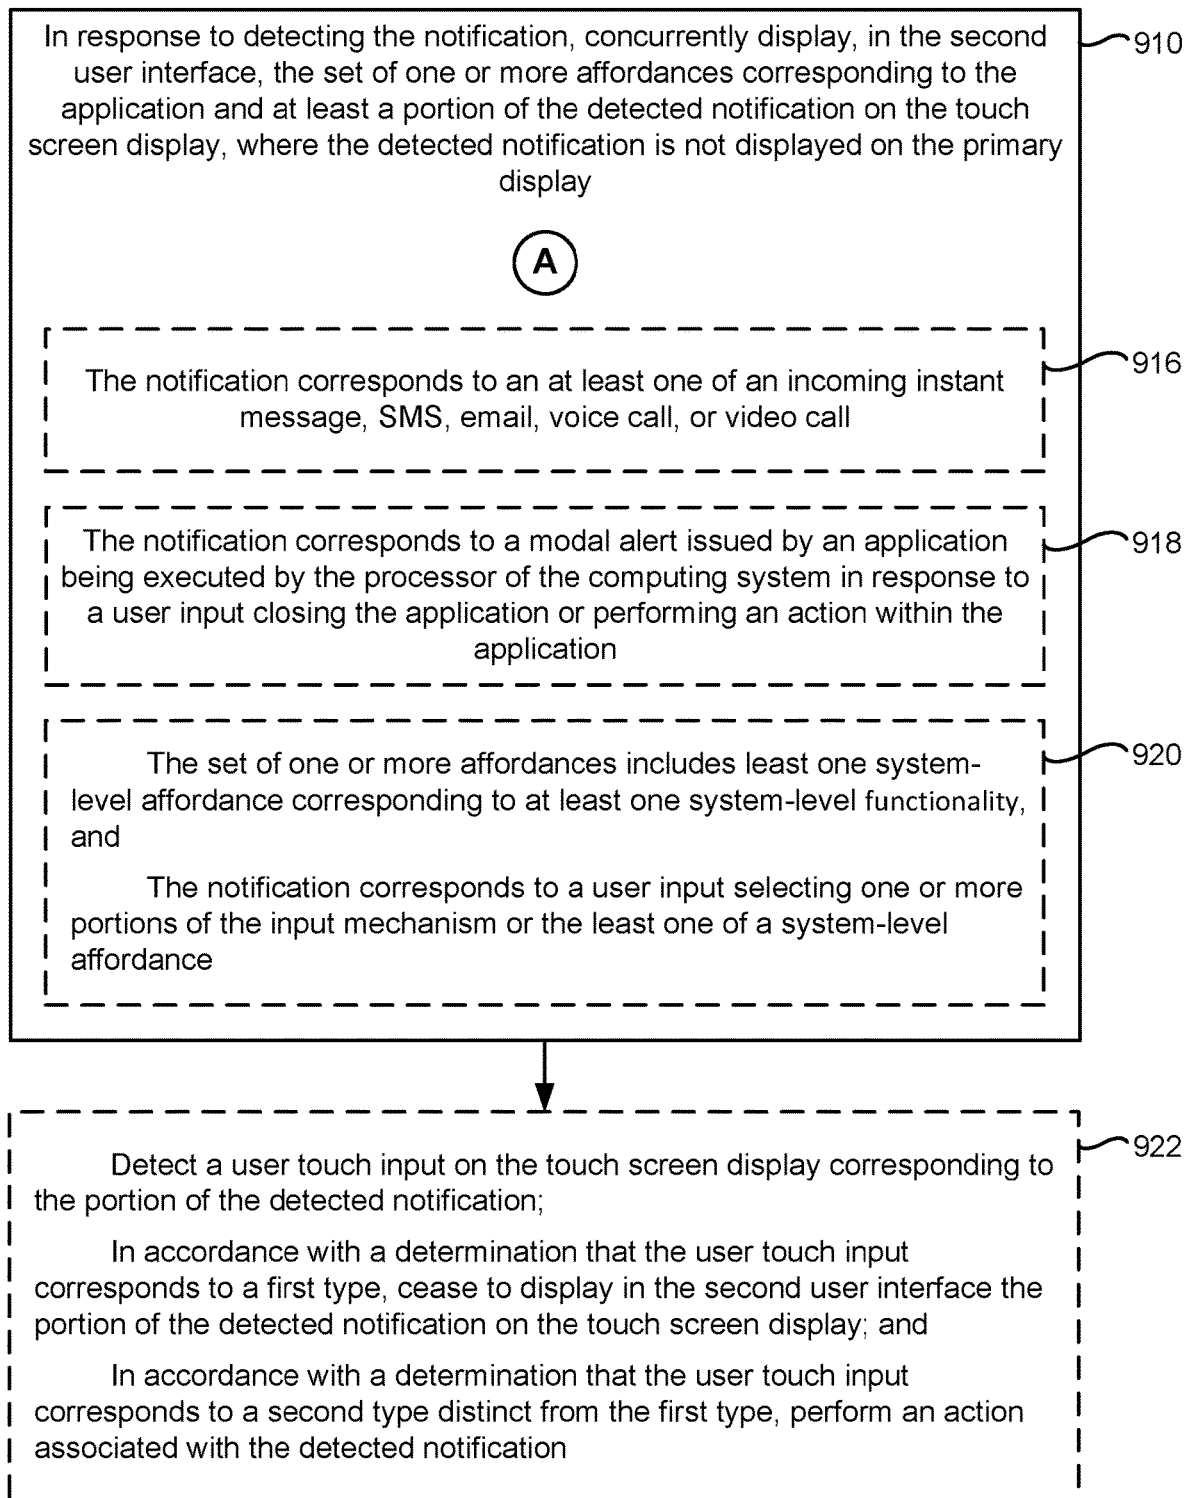 In response to detecting the notification, concurrently display, in the second
user interface, the set of one or more affordances corresponding to the
application and at least a portion of the detected notification on the touch
screen display, where the detected notification is not displayed on the primary
display
910
A
The notification corresponds to an at least one of an incoming instant
message, SMS, email, voice call, or video call
916
The notification corresponds to a modal alert issued by an application
being executed by the processor of the computing system in response to
a user input closing the application or performing an action within the
application
918
The set of one or more affordances includes least one system-
level affordance corresponding to at least one system-level functionality,
and
The notification corresponds to a user input selecting one or more
portions of the input mechanism or the least one of a system-level
affordance
920
Detect a user touch input on the touch screen display corresponding to
the portion of the detected notification;
In accordance with a determination that the user touch input
corresponds to a first type, cease to display in the second user interface the
portion of the detected notification on the touch screen display; and
In accordance with a determination that the user touch input
corresponds to a second type distinct from the first type, perform an action
associated with the detected notification
922